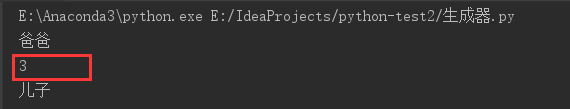 E:\Anaconda3\python.exe E:/IdeaProjects/python-test2/生成器.py
爸爸
3
儿子